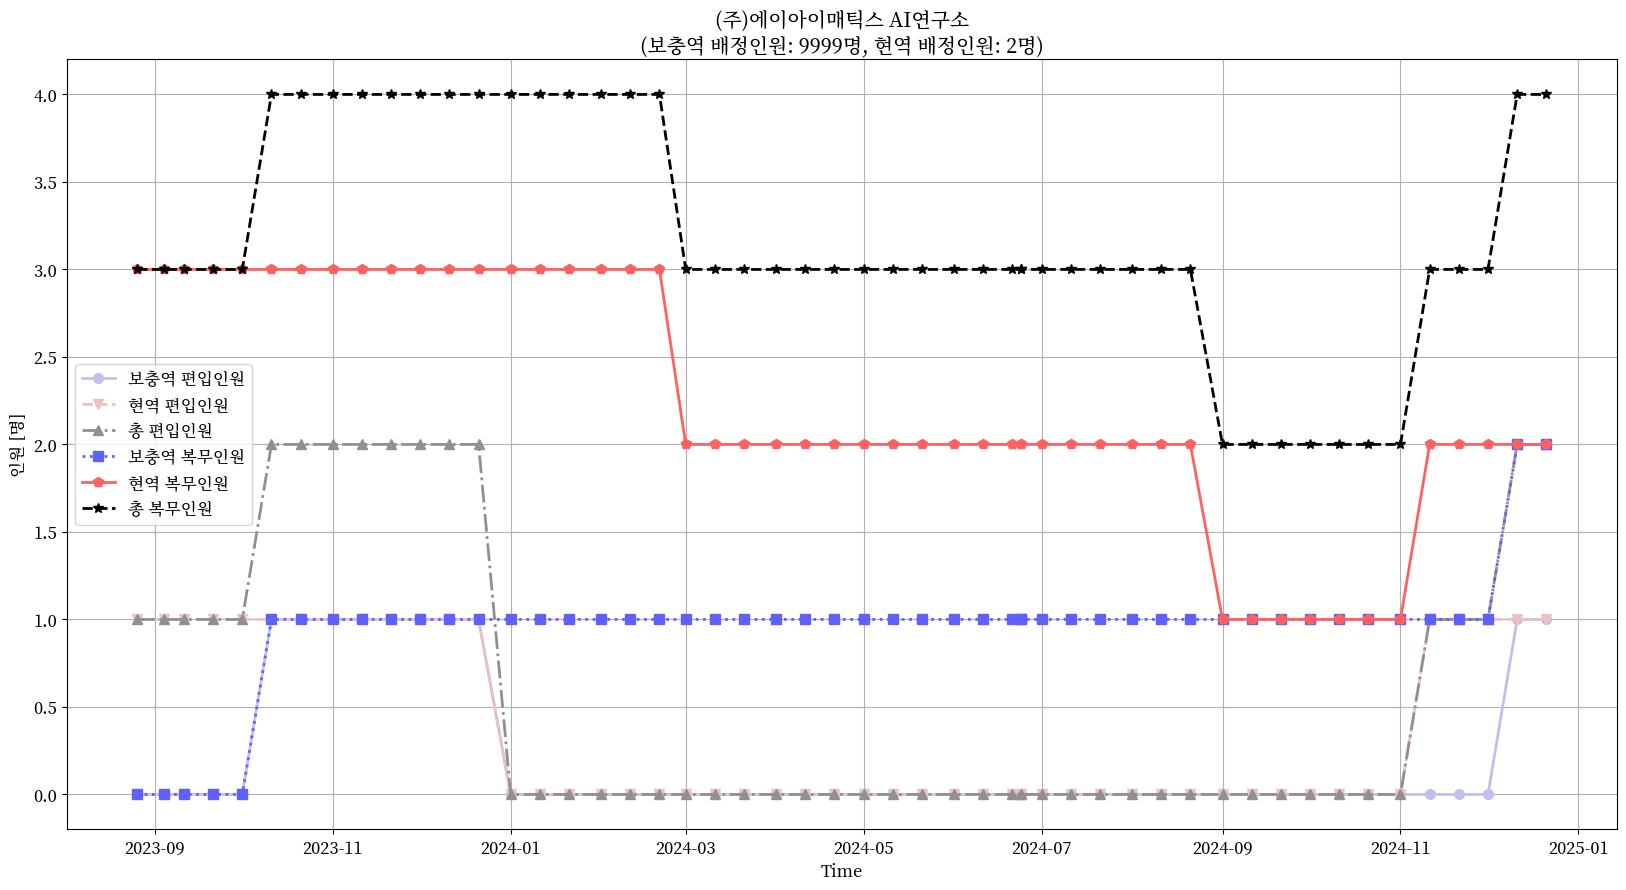 (주)에이아이매틱스 AI연구소
(보충역 배정인원: 9999명, 현역 배정인원: 2명)
인원 [명]
4.0
3.5
3.0
2.5
2.0
1.5
1.0
0.5
0.0
보충역 편입인원
현역 편입인원
총 편입인원
보충역 복무인원
현역 복무인원
총 복무인원
2023-09
2023-11
2024-01
2024-03
2024-05
2024-07
2024-09
2024-11
2025-01
Time